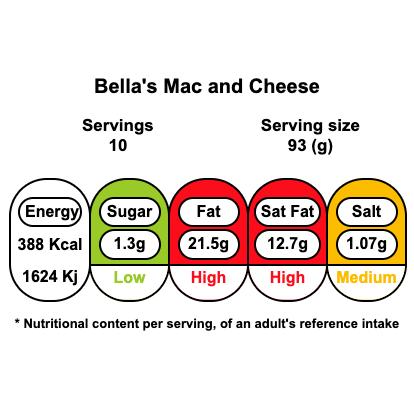 Bella's Mac and Cheese
Servings Serving size
10 93 (g)
Energy Sugar Fat Sat Fat Salt
388 Kcal 1.3g 21.5g 12.7g 1.07g
1624 Kj Low High High Medium
* Nutritional content per serving, of an adult's reference intake